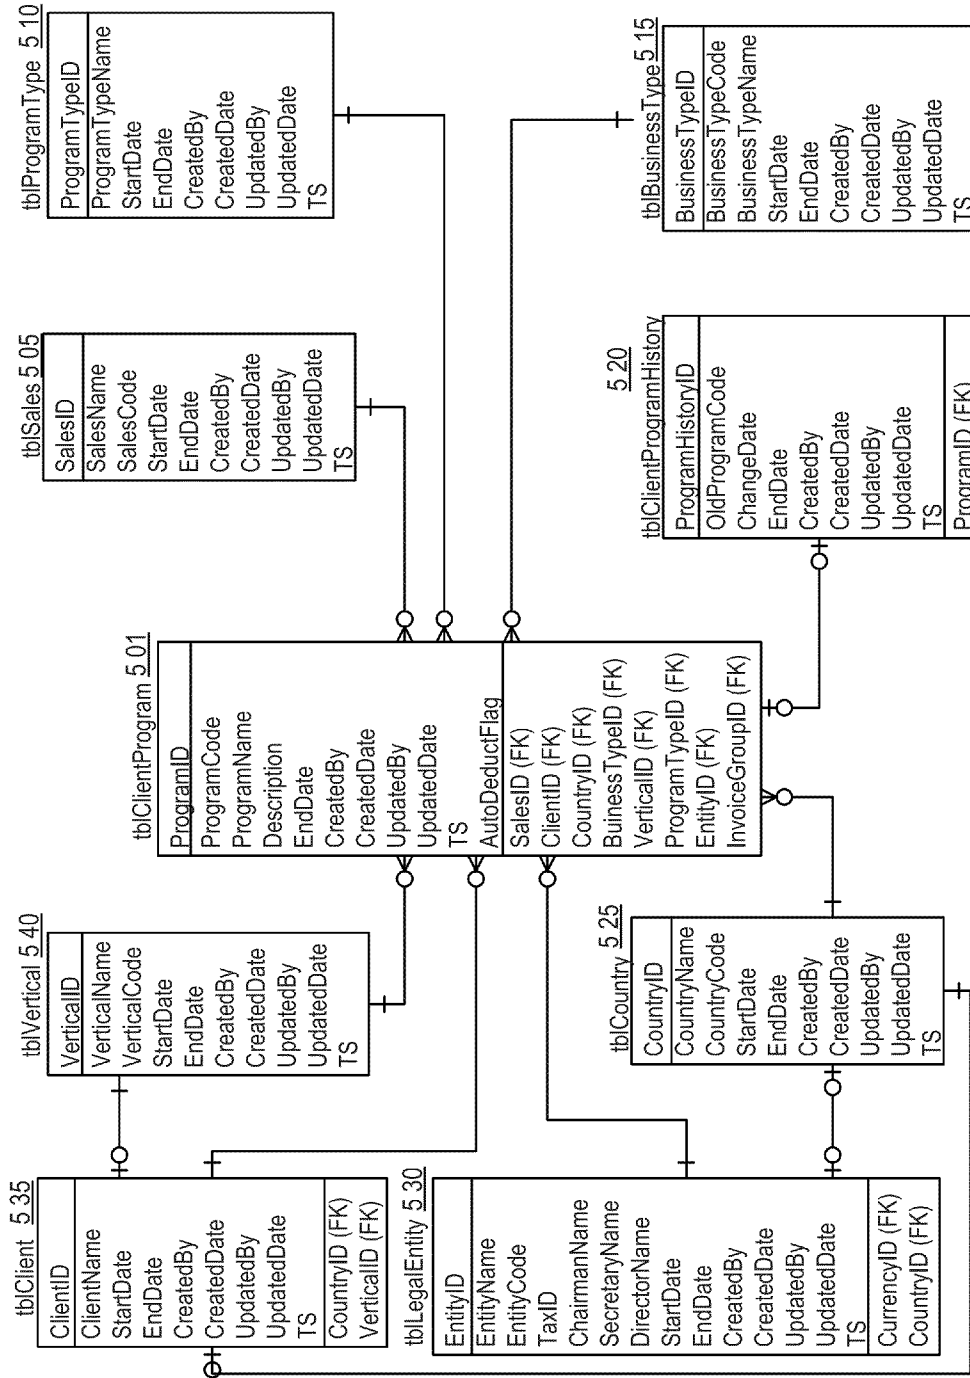 tblClient 5 35
ClientID
ClientName
StartDate
EndDate
CreatedBy
CreatedDate
UpdatedBy
UpdatedDate
TS
CountryID (FK)
VerticalID (FK)
tblVertical 5 40
VerticalID
VerticalName
VerticalCode
StartDate
EndDate
CreatedBy
CreatedDate
UpdatedBy
UpdatedDate
TS
tblSales 5 05
SalesID
SalesName
SalesCode
StartDate
EndDate
CreatedBy
CreatedDate
UpdatedBy
UpdatedDate
TS
tblProgramType 5 10
ProgramTypeID
ProgramTypeName
StartDate
EndDate
CreatedBy
CreatedDate
UpdatedBy
UpdatedDate
TS
tblClientProgram 5 01
ProgramID
ProgramCode
ProgramName
Description
EndDate
CreatedBy
CreatedDate
UpdatedBy
UpdatedDate
TS
AutoDeductFlag
SalesID (FK)
ClientID (FK)
CountryID (FK)
BuinessTypeID (FK)
VerticalID (FK)
ProgramTypeID (FK)
EntityID (FK)
InvoiceGroupID (FK)
tblLegalEntity 5 30
EntityID
EntityName
EntityCode
TaxID
ChairmanName
SecretaryName
DirectorName
StartDate
EndDate
CreatedBy
CreatedDate
UpdatedBy
UpdatedDate
TS
CurrencyID (FK)
CountryID (FK)
tblCountry 5 25
CountryID
CountryName
CountryCode
StartDate
EndDate
CreatedBy
CreatedDate
UpdatedBy
UpdatedDate
TS
tblClientProgramHistory
5 20
ProgramHistoryID
OldProgramCode
ChangeDate
EndDate
CreatedBy
CreatedDate
UpdatedBy
UpdatedDate
TS
ProgramID (FK)
tblBusinessType 5 15
BusinessTypeID
BusinessTypeCode
BusinessTypeName
StartDate
EndDate
CreatedBy
CreatedDate
UpdatedBy
UpdatedDate
TS